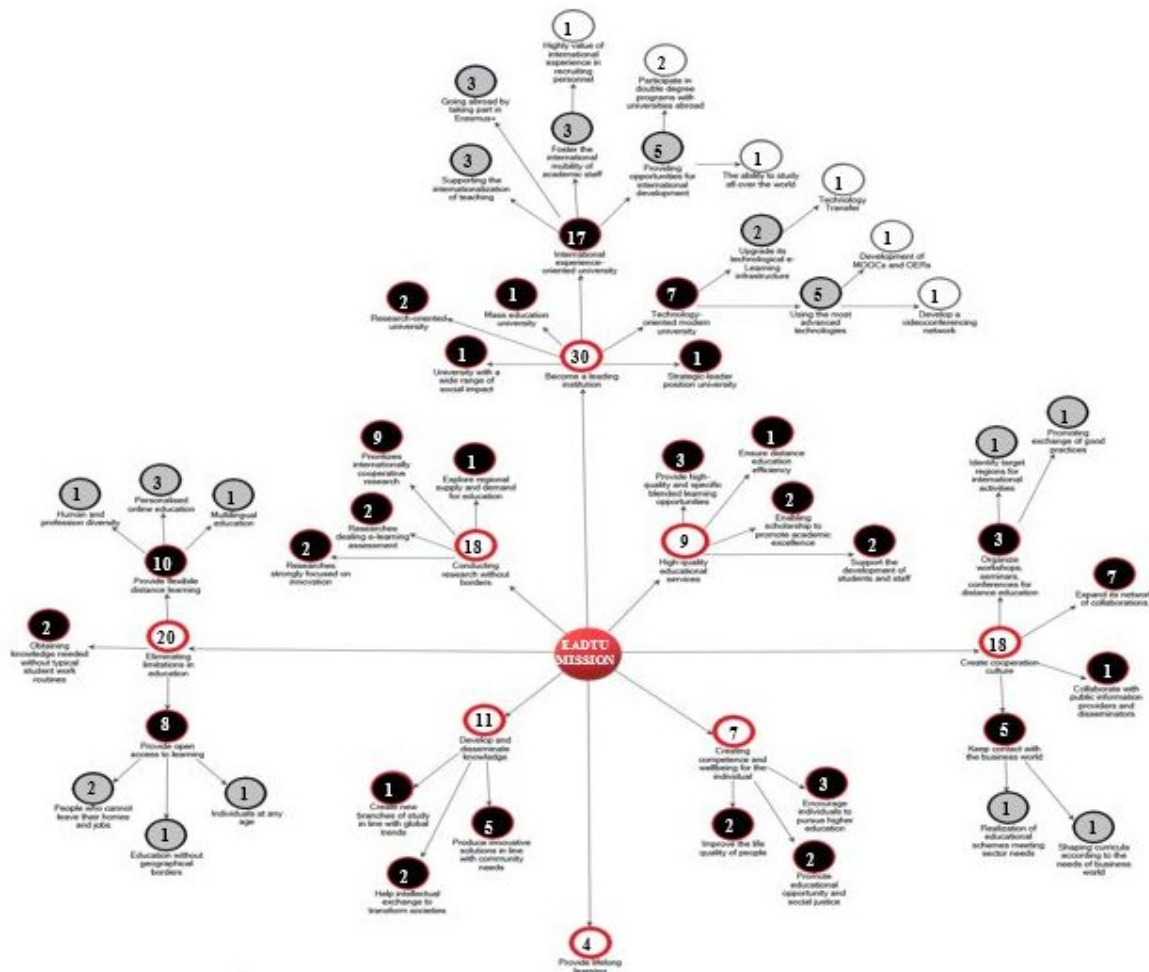 1
Highly value of
international
experience in
recruiting
personnel
2
Participate in
double degree
programs with
universities abroad
3
Going abroad by
taking part in
Erasmus+
3
Foster the
international
mobility of
academic staff
5
Providing
opportunities for
international
development
1
The ability to study
all-over the world
3
Supporting the
internationalization
of teaching
1
Technology
Transfer
17
International
experience-
oriented university
2
Upgrade its
technological e-
Learning
infrastructure
1
Development of
MOOCs and OERs
2
Research-oriented
university
1
Mass education
university
7
Technology-
oriented modern
university
5
Using the most
advanced
technologies
1
Develop a
videoconferencing
network
1
University with a
wide range of
social impact
30
Become a leading
institution
1
Strategic-leader
position university
9
Prioritizes
internationally
cooperative
research
1
Explore regional
supply and demand
for education
2
Researches
dealing e-learning
assessment
2
Researches
strongly focused on
innovation
18
Conducting
research without
borders
3
Provide high-
quality and specific
blended learning
opportunities
1
Ensure distance
education
efficiency
2
Enabling
scholarship to
promote academic
excellence
9
High-quality
educational
services
2
Support the
development of
students and staff
1
Identify target
regions for
international
activities
1
Promoting
exchange of good
practices
3
Organize
workshops,
seminars,
conferences for
distance education
7
Expand its network
of collaborations
18
Create cooperation
culture
1
Collaborate with
public information
providers and
disseminators
5
Keep contact with
the business world
1
Realization of
educational
schemes meeting
sector needs
1
Shaping curricula
according to the
needs of business
world
1
Human and
profession diversity
3
Personalised
online education
1
Multilingual
education
10
Provide flexibile
distance learning
2
Obtaining
knowledge needed
without typical
student work
routines
20
Eliminating
limitations in
education
8
Provide open
access to learning
2
People who cannot
leave their homes
and jobs
1
Education without
geographical
borders
1
Individuals at any
age
EADTU
MISSION
11
Develop and
disseminate
knowledge
1
Create new
branches of study
in line with global
trends
2
Help intellectual
exchange to
transform societies
5
Produce innovative
solutions in line
with community
needs
7
Creating
competence and
wellbeing for the
individual
3
Encourage
individuals to
pursue higher
education
2
Improve the life
quality of people
2
Promote
educational
opportunity and
social justice
4
Provide lifelong
learning